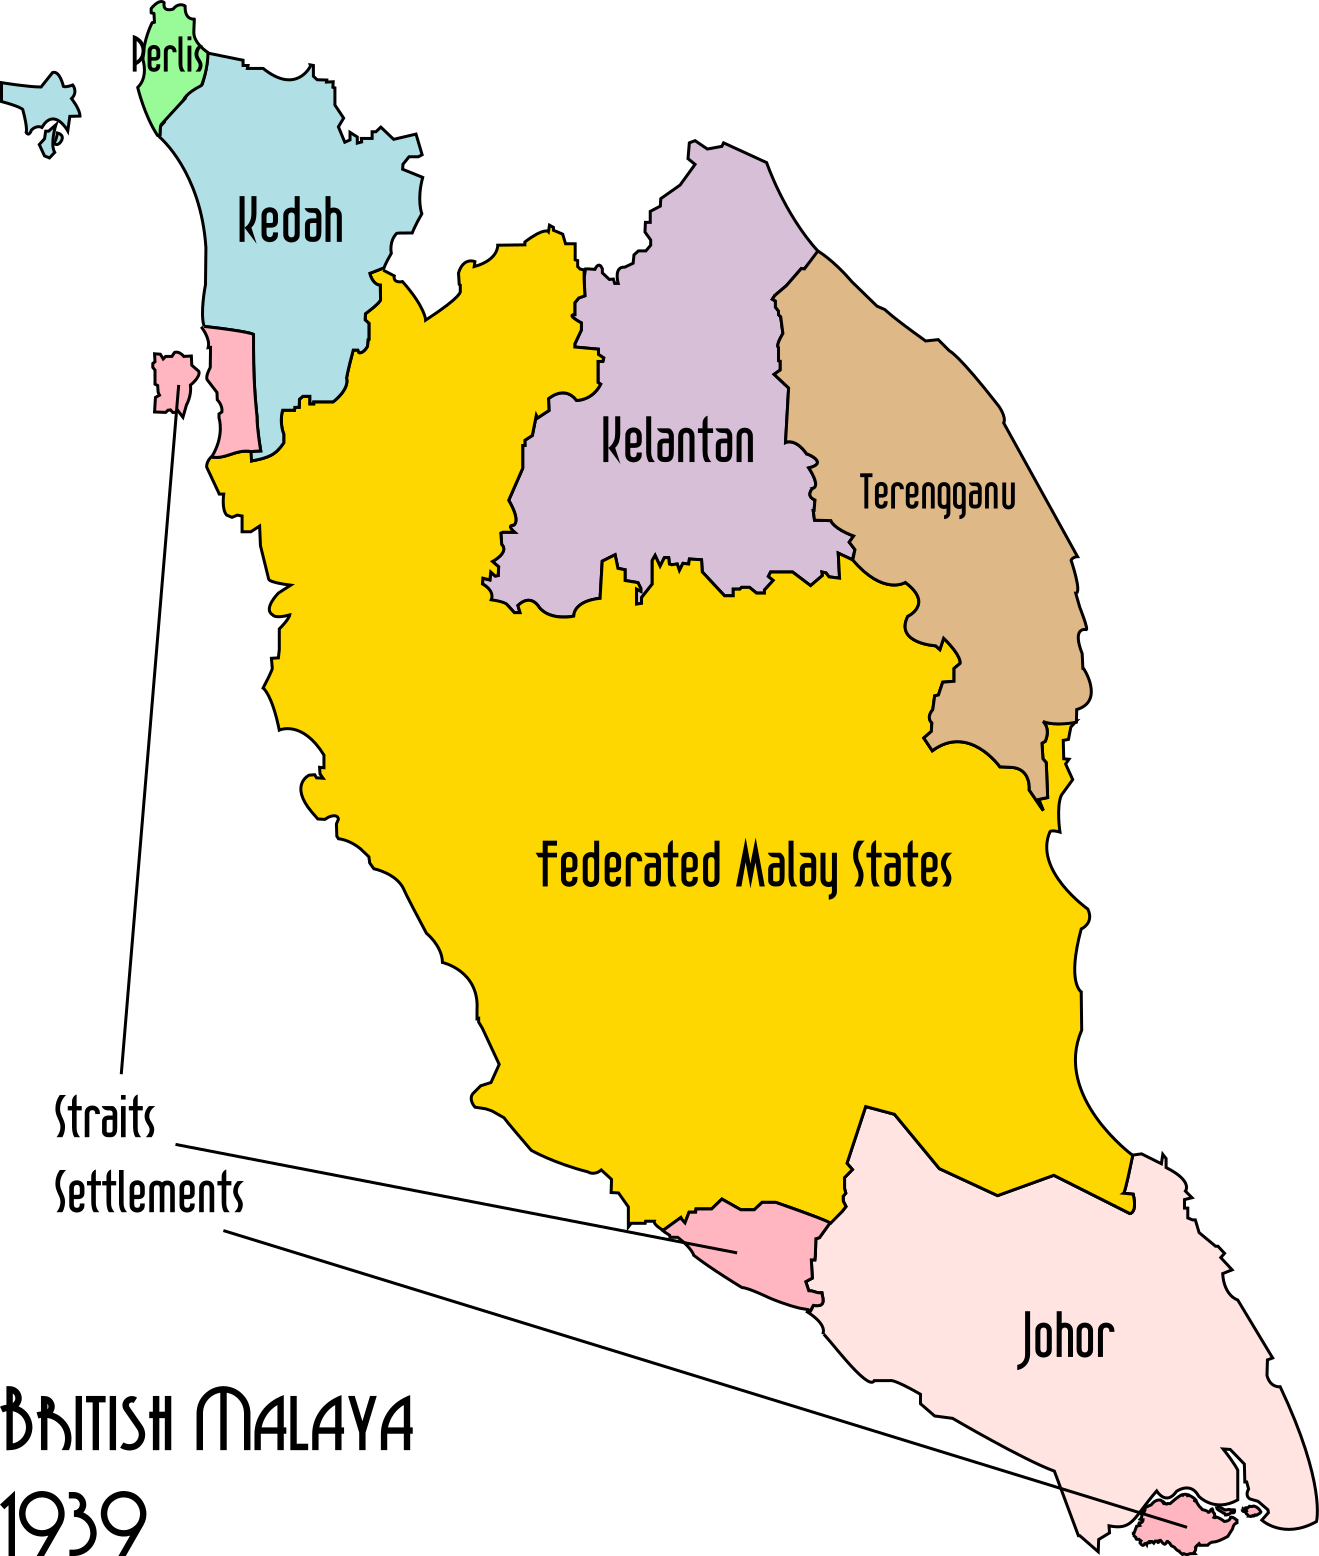 Perlis
Kedah
Kelantan
Terengganu
Federated Malay States
Straits
Settlements
Johor
BRITISH MALAYA
1939